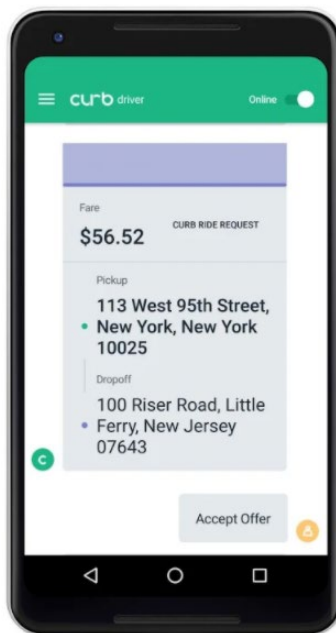 curb driver
Online
Fare
$56.52
CURB RIDE REQUEST
Pickup
113 West 95th Street,
New York, New York
10025
Dropoff
100 Riser Road, Little
Ferry, New Jersey
07643
C
Accept Offer